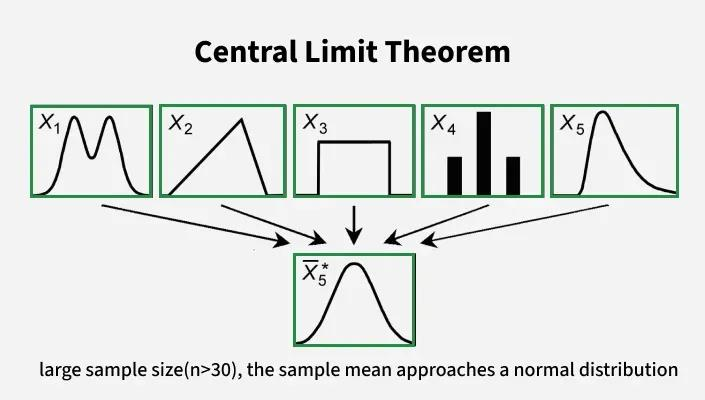 Central Limit Theorem
X₁
X₂
X₃
X₄
X₅
X̅₅*
large sample size(n>30), the sample mean approaches a normal distribution